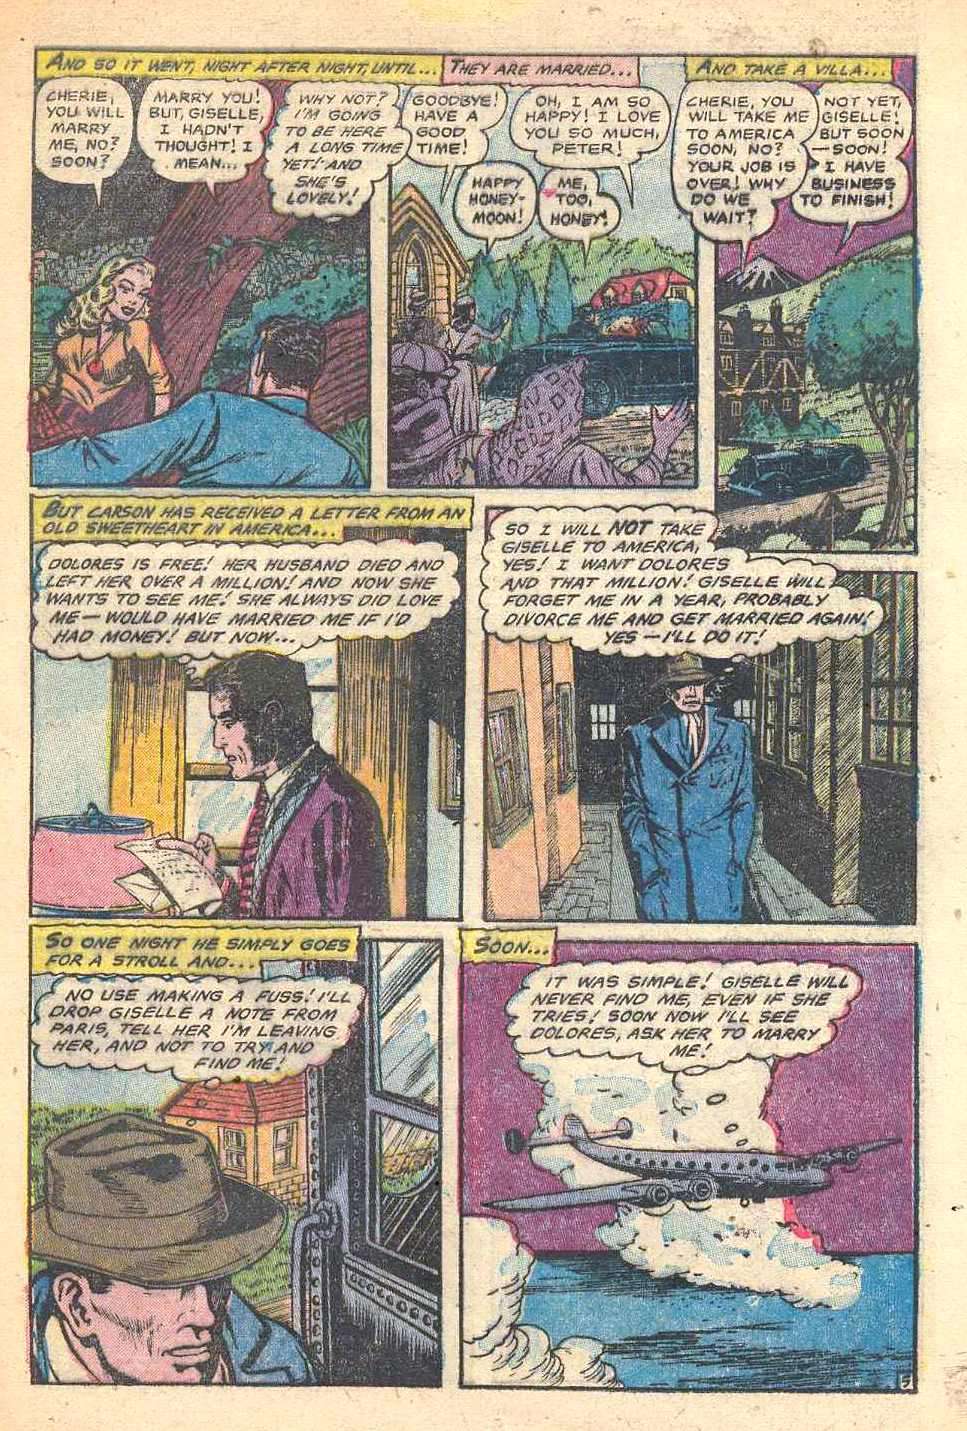 AND SO IT WENT, NIGHT AFTER NIGHT, UNTIL...
CHERIE,
YOU WILL
MARRY
ME, NO?
SOON?
MARRY YOU!
BUT, GISELLE,
I HADN'T
THOUGHT! I
MEAN...
WHY NOT?
I'M GOING
TO BE HERE
A LONG TIME
YET! AND
SHE'S
LOVELY!
THEY ARE MARRIED...
GOODBYE!
HAVE A
GOOD
TIME!
HAPPY
HONEY-
MOON!
OH, I AM SO
HAPPY! I LOVE
YOU SO MUCH,
PETER!
ME,
TOO,
HONEY!
AND TAKE A VILLA...
CHERIE, YOU
WILL TAKE ME
TO AMERICA
SOON, NO?
YOUR JOB IS
OVER! WHY
DO WE
WAIT?
NOT YET,
GISELLE!
BUT SOON
—SOON!
I HAVE
BUSINESS
TO FINISH!
BUT CARSON HAS RECEIVED A LETTER FROM AN
OLD SWEETHEART IN AMERICA...
DOLORES IS FREE! HER HUSBAND DIED AND
LEFT HER OVER A MILLION! AND NOW SHE
WANTS TO SEE ME! SHE ALWAYS DID LOVE
ME—WOULD HAVE MARRIED ME IF I'D
HAD MONEY! BUT NOW...
SO I WILL NOT TAKE
GISELLE TO AMERICA,
YES! I WANT DOLORES
AND THAT MILLION! GISELLE WILL
FORGET ME IN A YEAR, PROBABLY
DIVORCE ME AND GET MARRIED AGAIN!
YES—I'LL DO IT!
SO ONE NIGHT HE SIMPLY GOES
FOR A STROLL AND...
NO USE MAKING A FUSS! I'LL
DROP GISELLE A NOTE FROM
PARIS, TELL HER I'M LEAVING
HER, AND NOT TO TRY AND
FIND ME!
SOON...
IT WAS SIMPLE! GISELLE WILL
NEVER FIND ME, EVEN IF SHE
TRIES! SOON NOW I'LL SEE
DOLORES, ASK HER TO MARRY
ME!
5